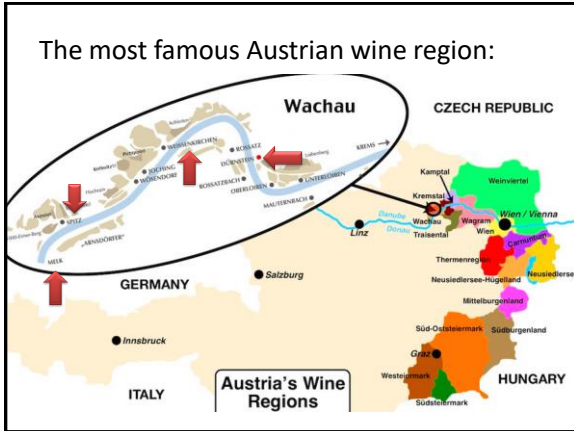 The most famous Austrian wine region:
Wachau
CZECH REPUBLIC
KREMS
WEISSENKIRCHEN
ROSSATZ
DÜRNSTEIN
JOCHING
WÖSENDORF
ROSSATZBACH
OBERLOIBEN
UNTERLOIBEN
MAUTERNBACH
SPITZ
„ARNSDÖRFER“
MELK
Kamptal
Weinviertel
Kremstal
Wachau
Wagram
Wien / Vienna
Danube
Donau
Linz
Traisental
Wien
Carnuntum
Thermenregion
Neusiedlersee
Neusiedlersee-Hügelland
GERMANY
Salzburg
Mittelburgenland
Süd-Oststeiermark
Südburgenland
Innsbruck
Graz
Westeiermark
HUNGARY
ITALY
Austria's Wine
Regions
Südsteiermark